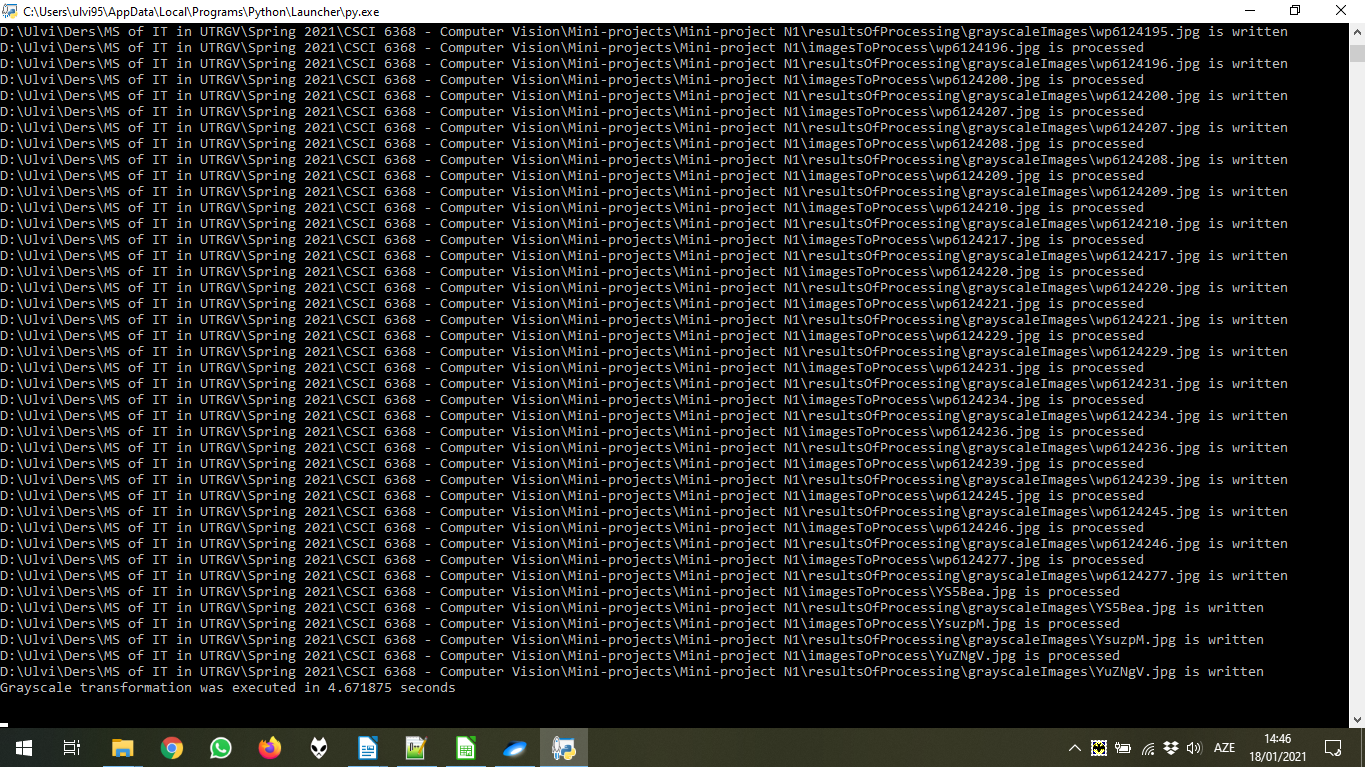 C:\Users\ulvi95\AppData\Local\Programs\Python\Launcher\py.exe
D:\Ulvi\Ders\MS of IT in UTRGV\Spring 2021\CSCI 6368 - Computer Vision\Mini-projects\Mini-project N1\resultsOfProcessing\grayscaleImages\wp6124195.jpg is written
D:\Ulvi\Ders\MS of IT in UTRGV\Spring 2021\CSCI 6368 - Computer Vision\Mini-projects\Mini-project N1\imagesToProcess\wp6124196.jpg is processed
D:\Ulvi\Ders\MS of IT in UTRGV\Spring 2021\CSCI 6368 - Computer Vision\Mini-projects\Mini-project N1\resultsOfProcessing\grayscaleImages\wp6124196.jpg is written
D:\Ulvi\Ders\MS of IT in UTRGV\Spring 2021\CSCI 6368 - Computer Vision\Mini-projects\Mini-project N1\imagesToProcess\wp6124200.jpg is processed
D:\Ulvi\Ders\MS of IT in UTRGV\Spring 2021\CSCI 6368 - Computer Vision\Mini-projects\Mini-project N1\resultsOfProcessing\grayscaleImages\wp6124200.jpg is written
D:\Ulvi\Ders\MS of IT in UTRGV\Spring 2021\CSCI 6368 - Computer Vision\Mini-projects\Mini-project N1\imagesToProcess\wp6124207.jpg is processed
D:\Ulvi\Ders\MS of IT in UTRGV\Spring 2021\CSCI 6368 - Computer Vision\Mini-projects\Mini-project N1\resultsOfProcessing\grayscaleImages\wp6124207.jpg is written
D:\Ulvi\Ders\MS of IT in UTRGV\Spring 2021\CSCI 6368 - Computer Vision\Mini-projects\Mini-project N1\imagesToProcess\wp6124208.jpg is processed
D:\Ulvi\Ders\MS of IT in UTRGV\Spring 2021\CSCI 6368 - Computer Vision\Mini-projects\Mini-project N1\resultsOfProcessing\grayscaleImages\wp6124208.jpg is written
D:\Ulvi\Ders\MS of IT in UTRGV\Spring 2021\CSCI 6368 - Computer Vision\Mini-projects\Mini-project N1\imagesToProcess\wp6124209.jpg is processed
D:\Ulvi\Ders\MS of IT in UTRGV\Spring 2021\CSCI 6368 - Computer Vision\Mini-projects\Mini-project N1\resultsOfProcessing\grayscaleImages\wp6124209.jpg is written
D:\Ulvi\Ders\MS of IT in UTRGV\Spring 2021\CSCI 6368 - Computer Vision\Mini-projects\Mini-project N1\imagesToProcess\wp6124210.jpg is processed
D:\Ulvi\Ders\MS of IT in UTRGV\Spring 2021\CSCI 6368 - Computer Vision\Mini-projects\Mini-project N1\resultsOfProcessing\grayscaleImages\wp6124210.jpg is written
D:\Ulvi\Ders\MS of IT in UTRGV\Spring 2021\CSCI 6368 - Computer Vision\Mini-projects\Mini-project N1\imagesToProcess\wp6124217.jpg is processed
D:\Ulvi\Ders\MS of IT in UTRGV\Spring 2021\CSCI 6368 - Computer Vision\Mini-projects\Mini-project N1\resultsOfProcessing\grayscaleImages\wp6124217.jpg is written
D:\Ulvi\Ders\MS of IT in UTRGV\Spring 2021\CSCI 6368 - Computer Vision\Mini-projects\Mini-project N1\imagesToProcess\wp6124220.jpg is processed
D:\Ulvi\Ders\MS of IT in UTRGV\Spring 2021\CSCI 6368 - Computer Vision\Mini-projects\Mini-project N1\resultsOfProcessing\grayscaleImages\wp6124220.jpg is written
D:\Ulvi\Ders\MS of IT in UTRGV\Spring 2021\CSCI 6368 - Computer Vision\Mini-projects\Mini-project N1\imagesToProcess\wp6124221.jpg is processed
D:\Ulvi\Ders\MS of IT in UTRGV\Spring 2021\CSCI 6368 - Computer Vision\Mini-projects\Mini-project N1\resultsOfProcessing\grayscaleImages\wp6124221.jpg is written
D:\Ulvi\Ders\MS of IT in UTRGV\Spring 2021\CSCI 6368 - Computer Vision\Mini-projects\Mini-project N1\imagesToProcess\wp6124229.jpg is processed
D:\Ulvi\Ders\MS of IT in UTRGV\Spring 2021\CSCI 6368 - Computer Vision\Mini-projects\Mini-project N1\resultsOfProcessing\grayscaleImages\wp6124229.jpg is written
D:\Ulvi\Ders\MS of IT in UTRGV\Spring 2021\CSCI 6368 - Computer Vision\Mini-projects\Mini-project N1\imagesToProcess\wp6124231.jpg is processed
D:\Ulvi\Ders\MS of IT in UTRGV\Spring 2021\CSCI 6368 - Computer Vision\Mini-projects\Mini-project N1\resultsOfProcessing\grayscaleImages\wp6124231.jpg is written
D:\Ulvi\Ders\MS of IT in UTRGV\Spring 2021\CSCI 6368 - Computer Vision\Mini-projects\Mini-project N1\imagesToProcess\wp6124234.jpg is processed
D:\Ulvi\Ders\MS of IT in UTRGV\Spring 2021\CSCI 6368 - Computer Vision\Mini-projects\Mini-project N1\resultsOfProcessing\grayscaleImages\wp6124234.jpg is written
D:\Ulvi\Ders\MS of IT in UTRGV\Spring 2021\CSCI 6368 - Computer Vision\Mini-projects\Mini-project N1\imagesToProcess\wp6124236.jpg is processed
D:\Ulvi\Ders\MS of IT in UTRGV\Spring 2021\CSCI 6368 - Computer Vision\Mini-projects\Mini-project N1\resultsOfProcessing\grayscaleImages\wp6124236.jpg is written
D:\Ulvi\Ders\MS of IT in UTRGV\Spring 2021\CSCI 6368 - Computer Vision\Mini-projects\Mini-project N1\imagesToProcess\wp6124239.jpg is processed
D:\Ulvi\Ders\MS of IT in UTRGV\Spring 2021\CSCI 6368 - Computer Vision\Mini-projects\Mini-project N1\resultsOfProcessing\grayscaleImages\wp6124239.jpg is written
D:\Ulvi\Ders\MS of IT in UTRGV\Spring 2021\CSCI 6368 - Computer Vision\Mini-projects\Mini-project N1\imagesToProcess\wp6124245.jpg is processed
D:\Ulvi\Ders\MS of IT in UTRGV\Spring 2021\CSCI 6368 - Computer Vision\Mini-projects\Mini-project N1\resultsOfProcessing\grayscaleImages\wp6124245.jpg is written
D:\Ulvi\Ders\MS of IT in UTRGV\Spring 2021\CSCI 6368 - Computer Vision\Mini-projects\Mini-project N1\imagesToProcess\wp6124246.jpg is processed
D:\Ulvi\Ders\MS of IT in UTRGV\Spring 2021\CSCI 6368 - Computer Vision\Mini-projects\Mini-project N1\resultsOfProcessing\grayscaleImages\wp6124246.jpg is written
D:\Ulvi\Ders\MS of IT in UTRGV\Spring 2021\CSCI 6368 - Computer Vision\Mini-projects\Mini-project N1\imagesToProcess\wp6124277.jpg is processed
D:\Ulvi\Ders\MS of IT in UTRGV\Spring 2021\CSCI 6368 - Computer Vision\Mini-projects\Mini-project N1\resultsOfProcessing\grayscaleImages\wp6124277.jpg is written
D:\Ulvi\Ders\MS of IT in UTRGV\Spring 2021\CSCI 6368 - Computer Vision\Mini-projects\Mini-project N1\imagesToProcess\YS5Bea.jpg is processed
D:\Ulvi\Ders\MS of IT in UTRGV\Spring 2021\CSCI 6368 - Computer Vision\Mini-projects\Mini-project N1\resultsOfProcessing\grayscaleImages\YS5Bea.jpg is written
D:\Ulvi\Ders\MS of IT in UTRGV\Spring 2021\CSCI 6368 - Computer Vision\Mini-projects\Mini-project N1\imagesToProcess\YsuzpM.jpg is processed
D:\Ulvi\Ders\MS of IT in UTRGV\Spring 2021\CSCI 6368 - Computer Vision\Mini-projects\Mini-project N1\resultsOfProcessing\grayscaleImages\YsuzpM.jpg is written
D:\Ulvi\Ders\MS of IT in UTRGV\Spring 2021\CSCI 6368 - Computer Vision\Mini-projects\Mini-project N1\imagesToProcess\YuZNgV.jpg is processed
D:\Ulvi\Ders\MS of IT in UTRGV\Spring 2021\CSCI 6368 - Computer Vision\Mini-projects\Mini-project N1\resultsOfProcessing\grayscaleImages\YuZNgV.jpg is written
Grayscale transformation was executed in 4.671875 seconds
AZE
14:46
18/01/2021